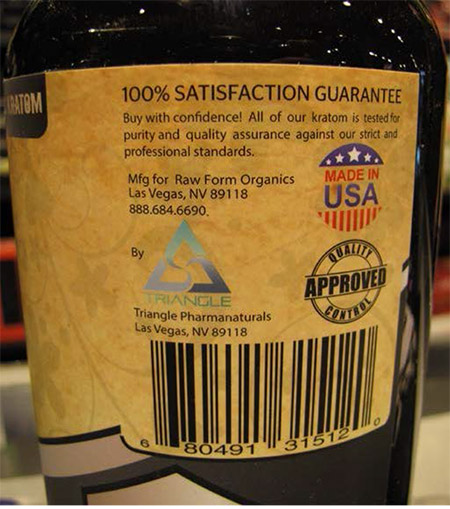 KRATOM
100% SATISFACTION GUARANTEE
Buy with confidence! All of our kratom is tested for
purity and quality assurance against our strict and
professional standards.
Mfg for Raw Form Organics
Las Vegas, NV 89118
888.684.6690.
MADE IN
USA
By
TRIANGLE
Triangle Pharmanaturals
Las Vegas, NV 89118
QUALITY
APPROVED
CONTROL
6 80491 31512 0